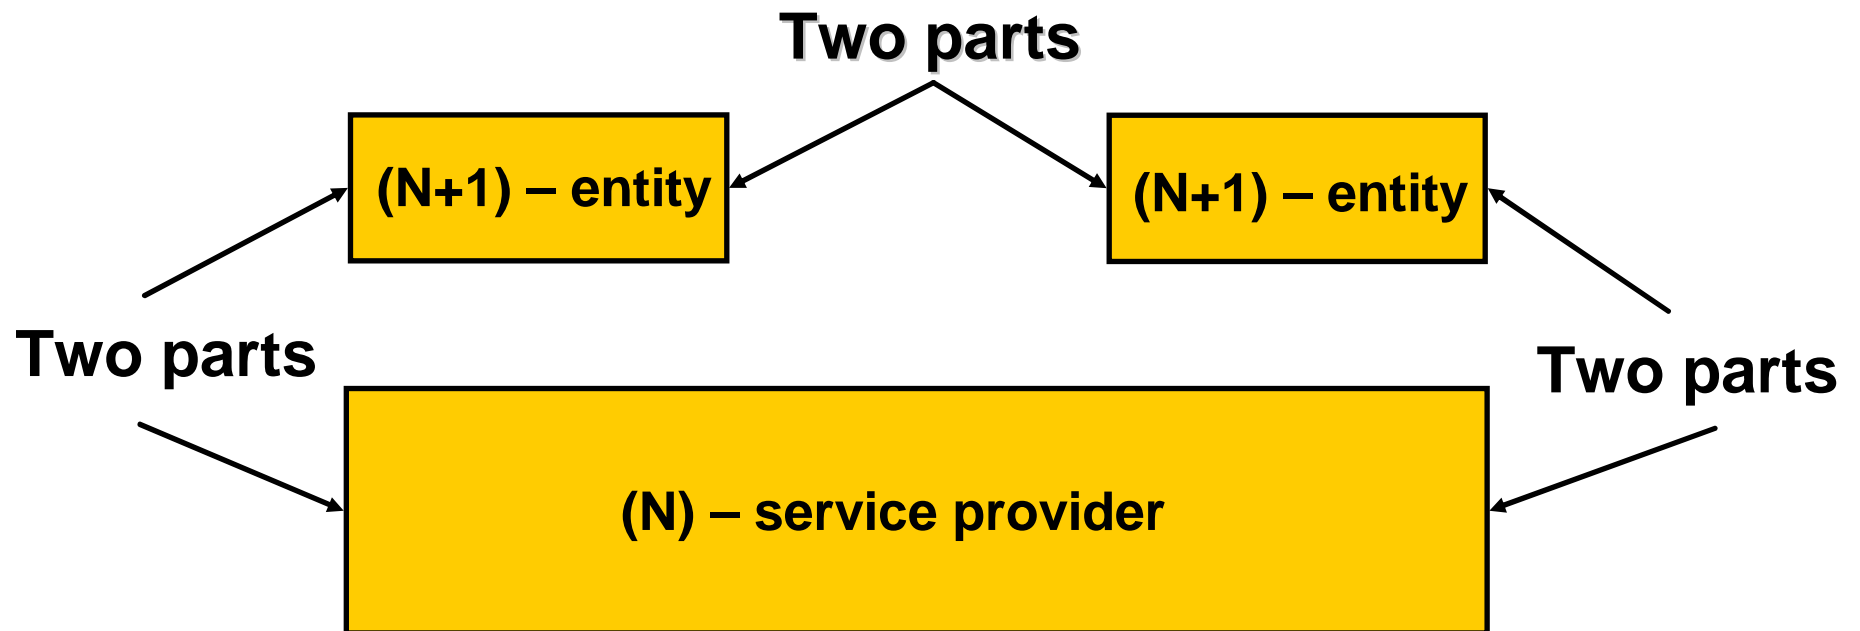 Two parts
(N+1) – entity
(N+1) – entity
Two parts
Two parts
(N) – service provider